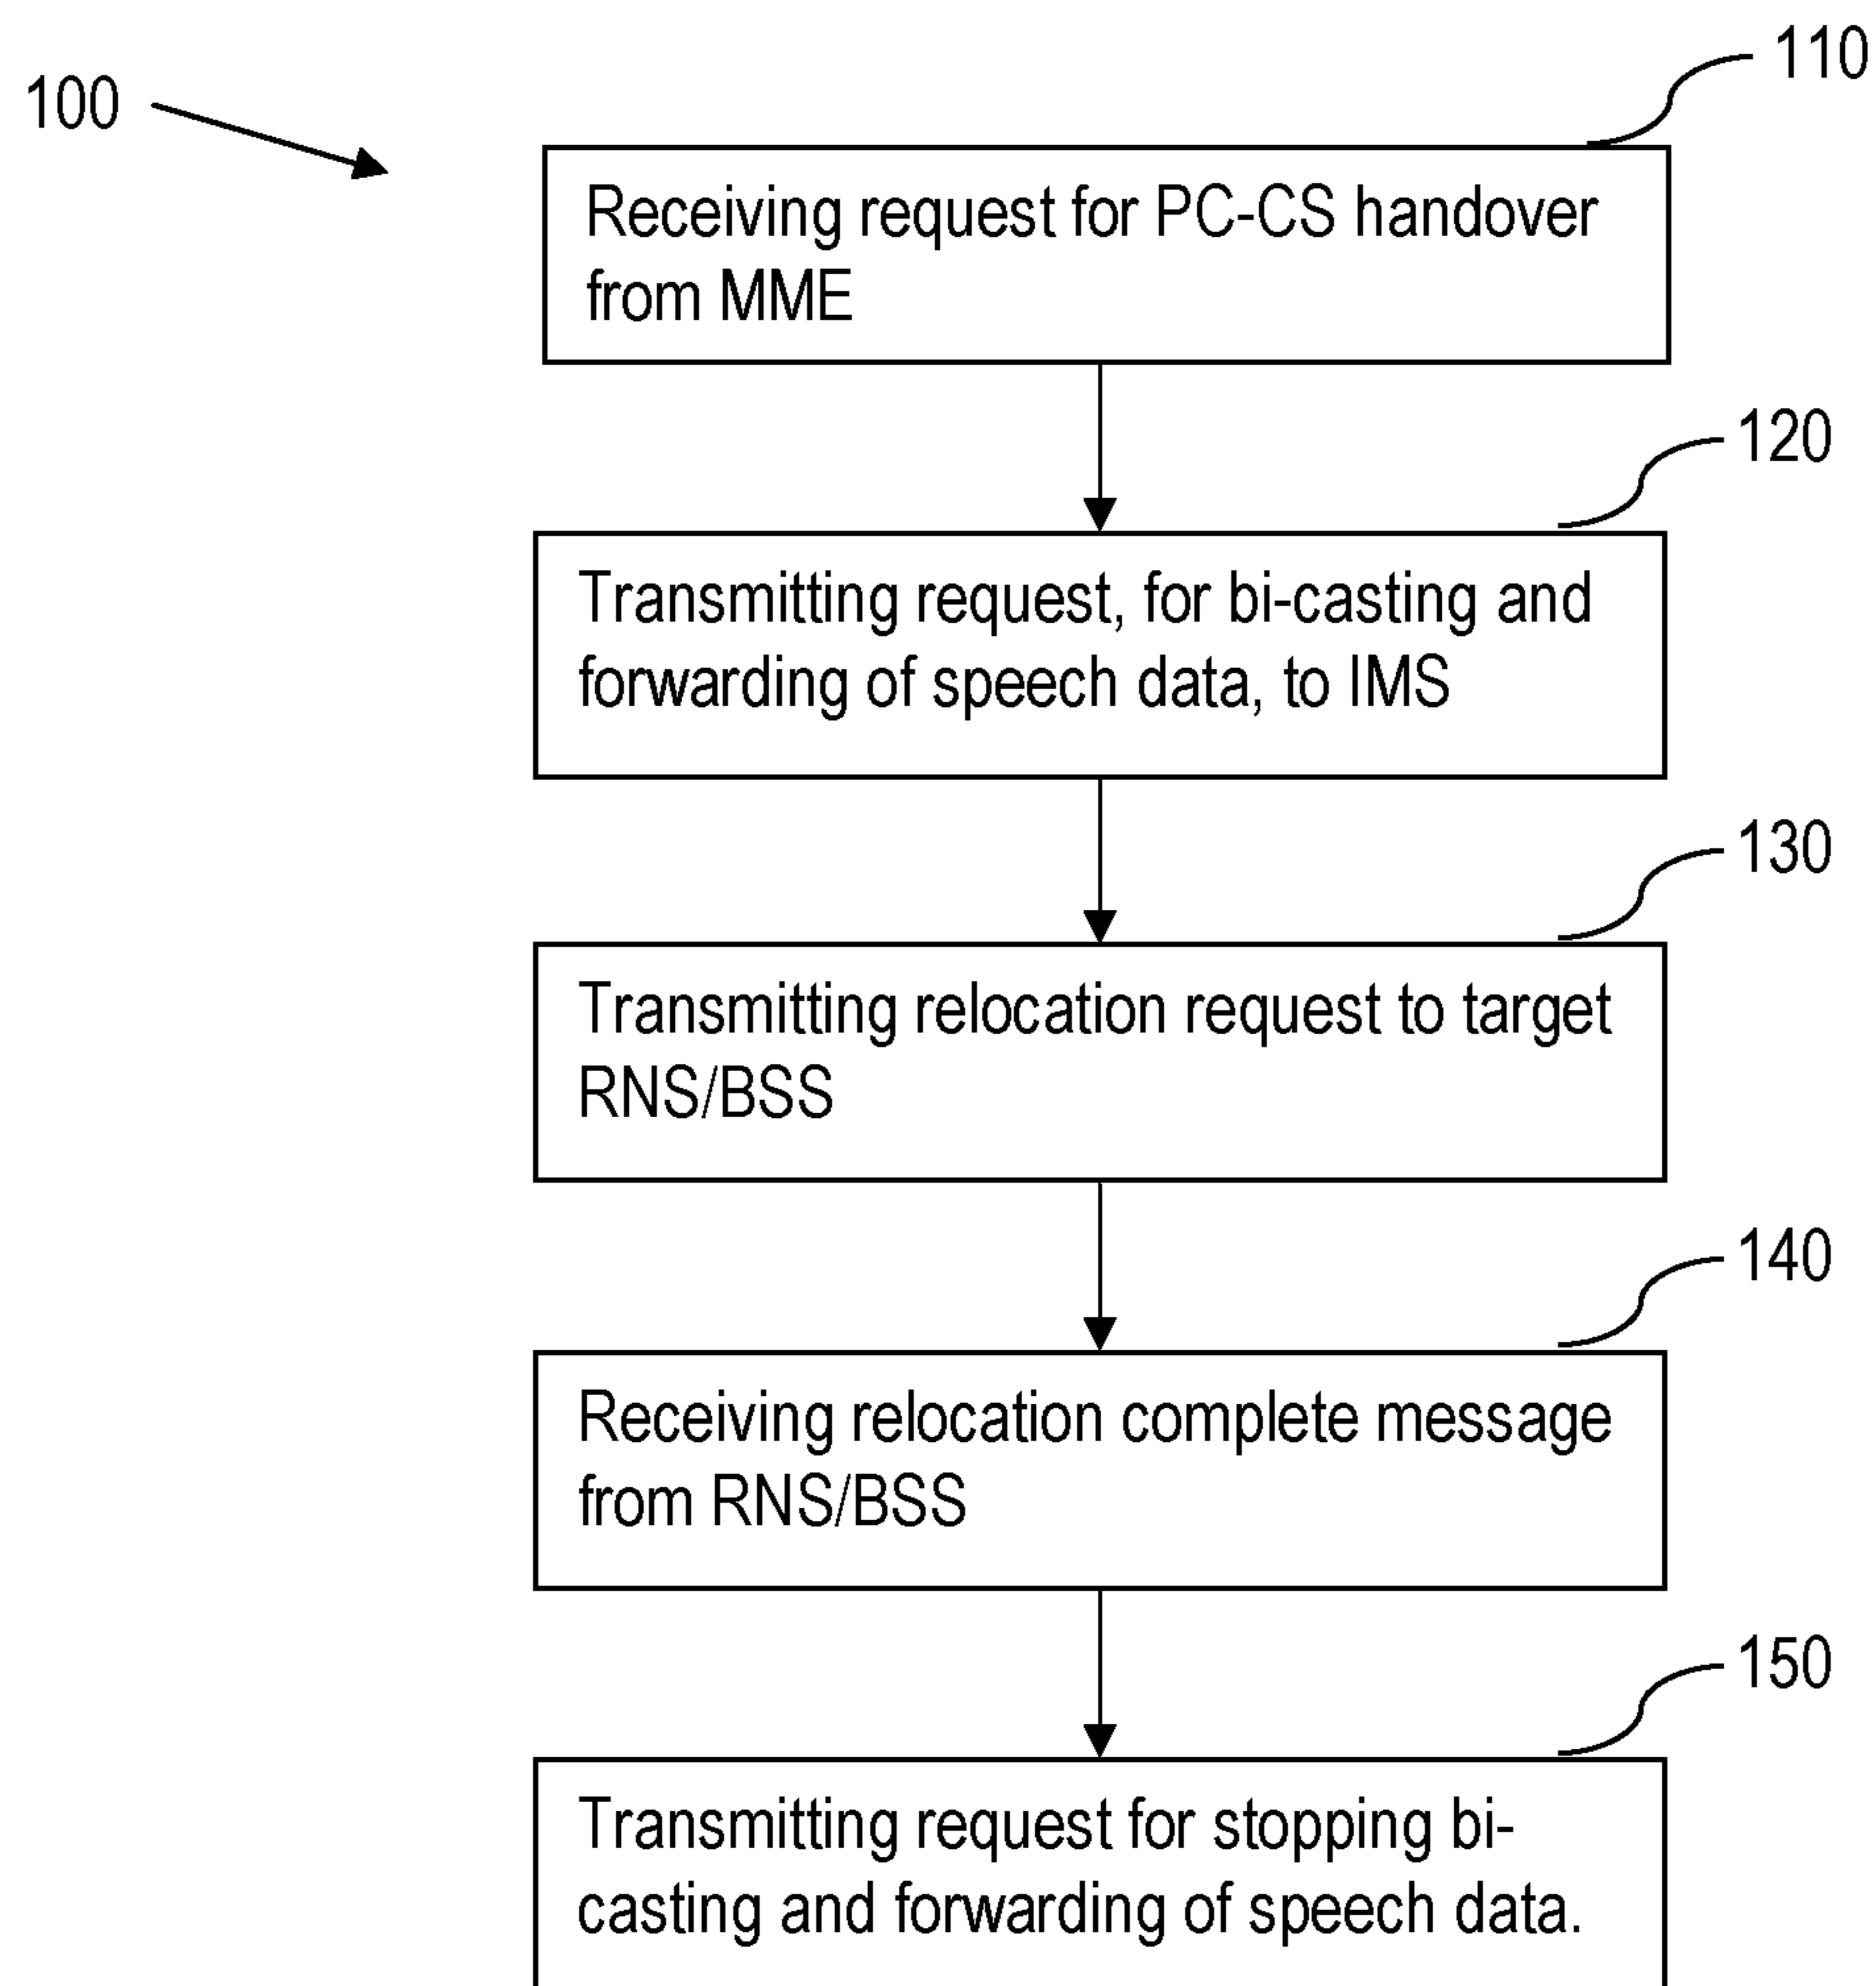 110
100
Receiving request for PC-CS handover
from MME
120
Transmitting request, for bi-casting and
forwarding of speech data, to IMS
130
Transmitting relocation request to target
RNS/BSS
140
Receiving relocation complete message
from RNS/BSS
150
Transmitting request for stopping bi-
casting and forwarding of speech data.